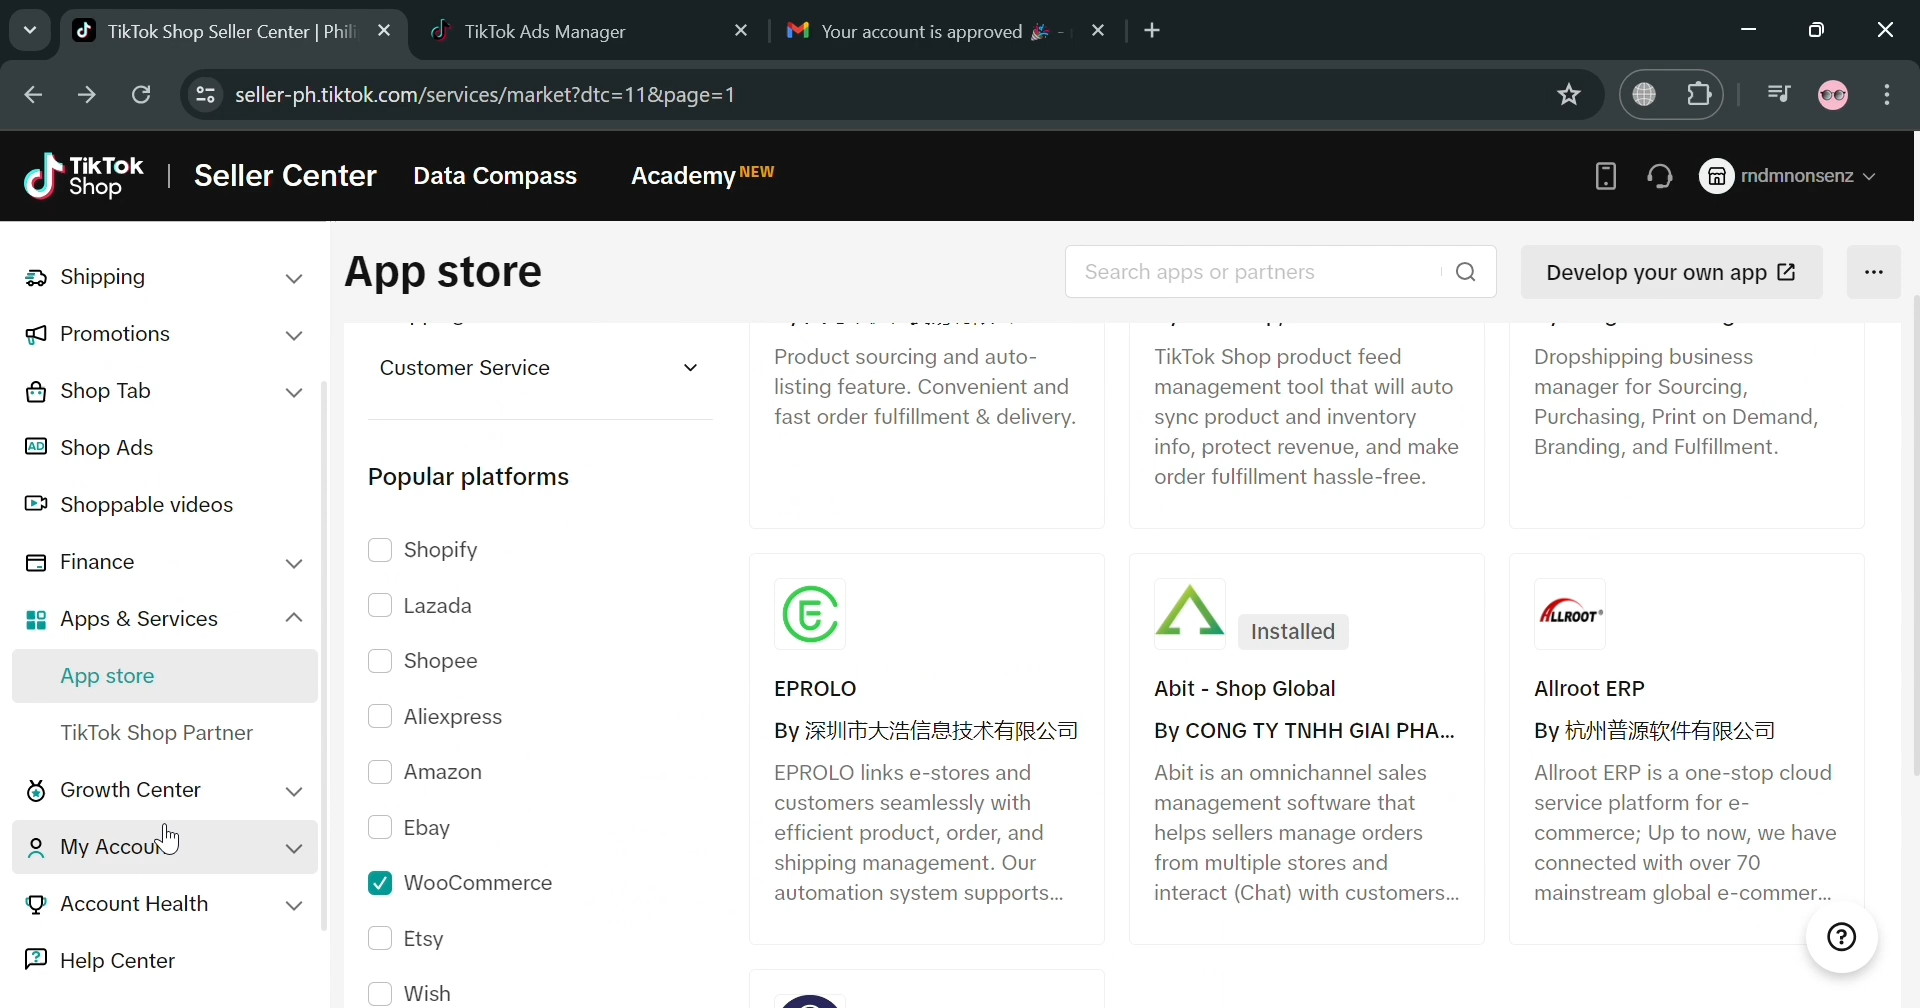 TikTok Shop Seller Center | Phili
TikTok Ads Manager
Your account is approved 🎉 -
seller-ph.tiktok.com/services/market?dtc=11&page=1
TikTok Shop
Seller Center
Data Compass
Academy NEW
rndmnonsenz
Shipping
Promotions
Shop Tab
AD Shop Ads
Shoppable videos
Finance
Apps & Services
App store
TikTok Shop Partner
Growth Center
My Accou
Account Health
Help Center
App store
Search apps or partners
Develop your own app
...
Customer Service
Popular platforms
Shopify
Lazada
Shopee
Aliexpress
Amazon
Ebay
WooCommerce
Etsy
Wish
Product sourcing and auto-
listing feature. Convenient and
fast order fulfillment & delivery.
TikTok Shop product feed
management tool that will auto
sync product and inventory
info, protect revenue, and make
order fulfillment hassle-free.
Dropshipping business
manager for Sourcing,
Purchasing, Print on Demand,
Branding, and Fulfillment.
EPROLO
By 深圳市大浩信息技术有限公司
EPROLO links e-stores and
customers seamlessly with
efficient product, order, and
shipping management. Our
automation system supports...
Installed
Abit - Shop Global
By CONG TY TNHH GIAI PHA...
Abit is an omnichannel sales
management software that
helps sellers manage orders
from multiple stores and
interact (Chat) with customers...
ALLROOT
Allroot ERP
By 杭州普源软件有限公司
Allroot ERP is a one-stop cloud
service platform for e-
commerce; Up to now, we have
connected with over 70
mainstream global e-commer...